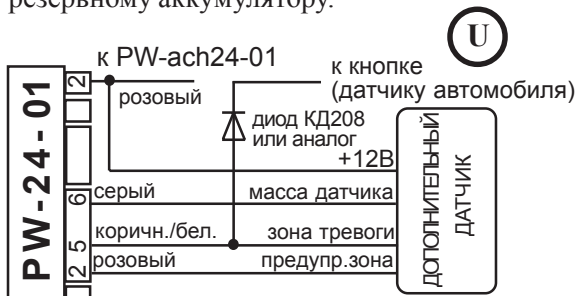 резервному аккумулятору.
U
к PW-ach24-01
к кнопке
(датчику автомобиля)
2
розовый
диод КД208
или аналог
+12В
PW-24-01
6
серый
масса датчика
5
коричн./бел.
зона тревоги
2
розовый
предупр.зона
ДОПОЛНИТЕЛЬНЫЙ
ДАТЧИК